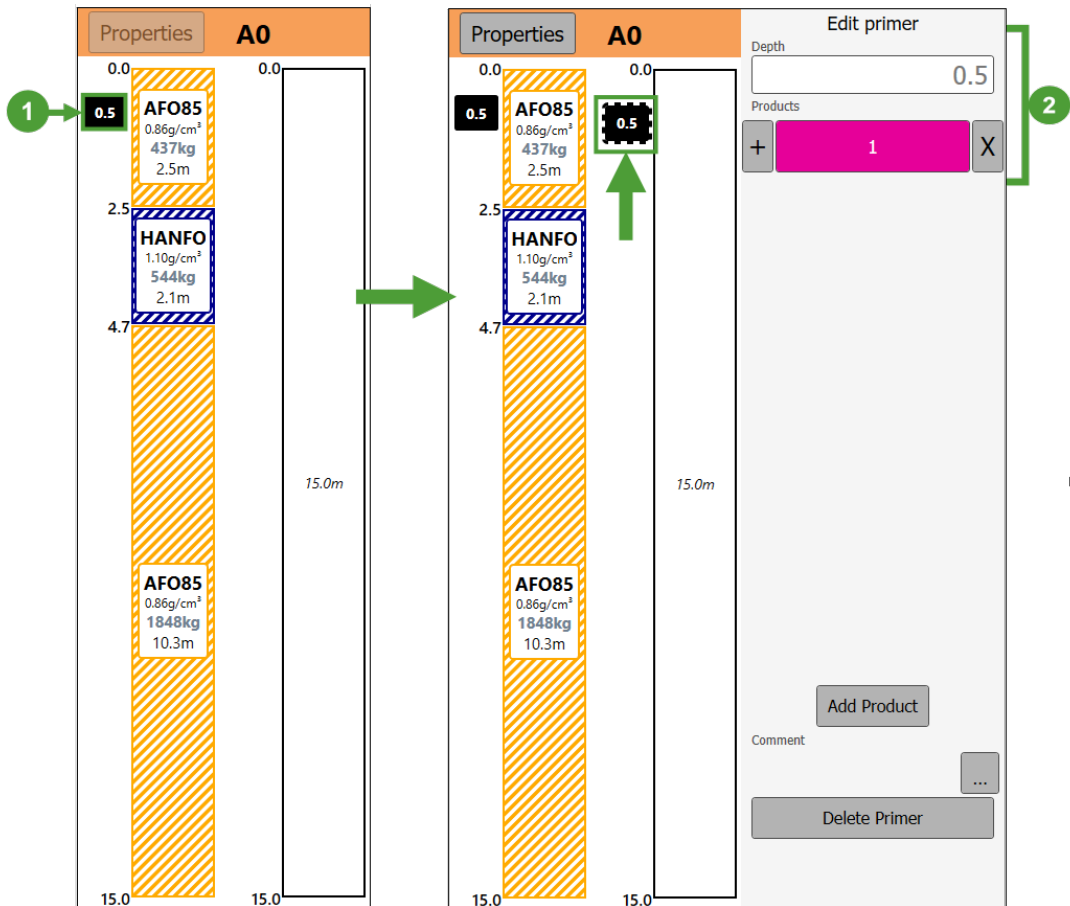 Properties A0
0.0
0.0
1
0.5
AFO85
0.86g/cm³
437kg
2.5m
2.5
HANFO
1.10g/cm³
544kg
2.1m
4.7
15.0m
AFO85
0.86g/cm³
1848kg
10.3m
15.0
15.0
Properties A0
0.0
0.0
0.5
AFO85
0.86g/cm³
437kg
2.5m
0.5
2.5
HANFO
1.10g/cm³
544kg
2.1m
4.7
15.0m
AFO85
0.86g/cm³
1848kg
10.3m
15.0
15.0
Edit primer
Depth
0.5
Products
+ 1 X
2
Add Product
Comment
...
Delete Primer